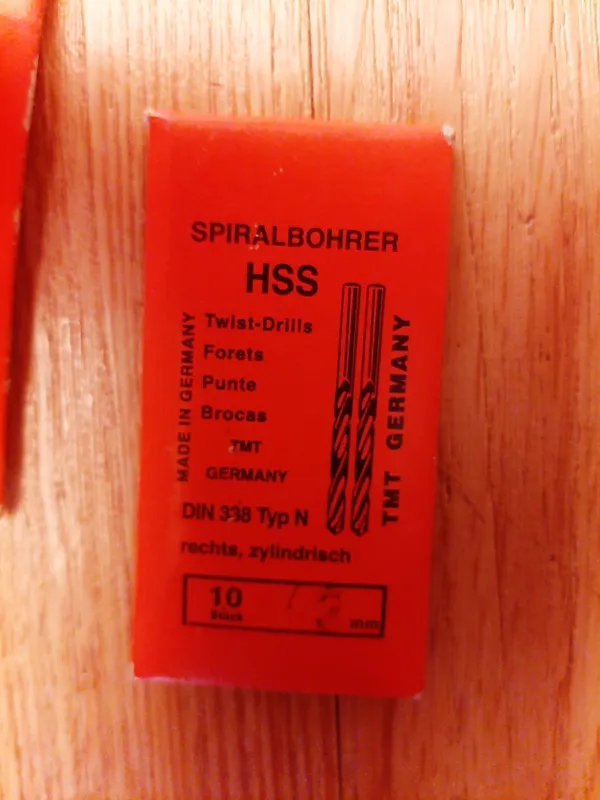 SPIRALBOHRER
HSS
MADE IN GERMANY
Twist-Drills
Forets
Punte
Brocas
TMT
GERMANY
TMT GERMANY
DIN 338 Typ N
rechts, zylindrisch
10
Stück
mm